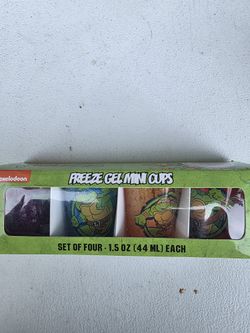 nickelodeon
FREEZE GEL MINI CUPS
SET OF FOUR - 1.5 OZ (44 ML) EACH